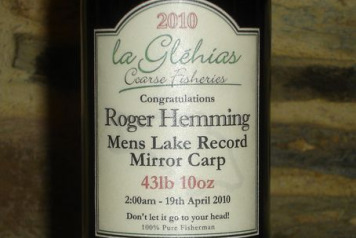 2010
la Gléhias
Coarse Fisheries
Congratulations
Roger Hemming
Mens Lake Record
Mirror Carp
43lb 10oz
2:00am - 19th April 2010
Don't let it go to your head!
100% Pure Fisherman